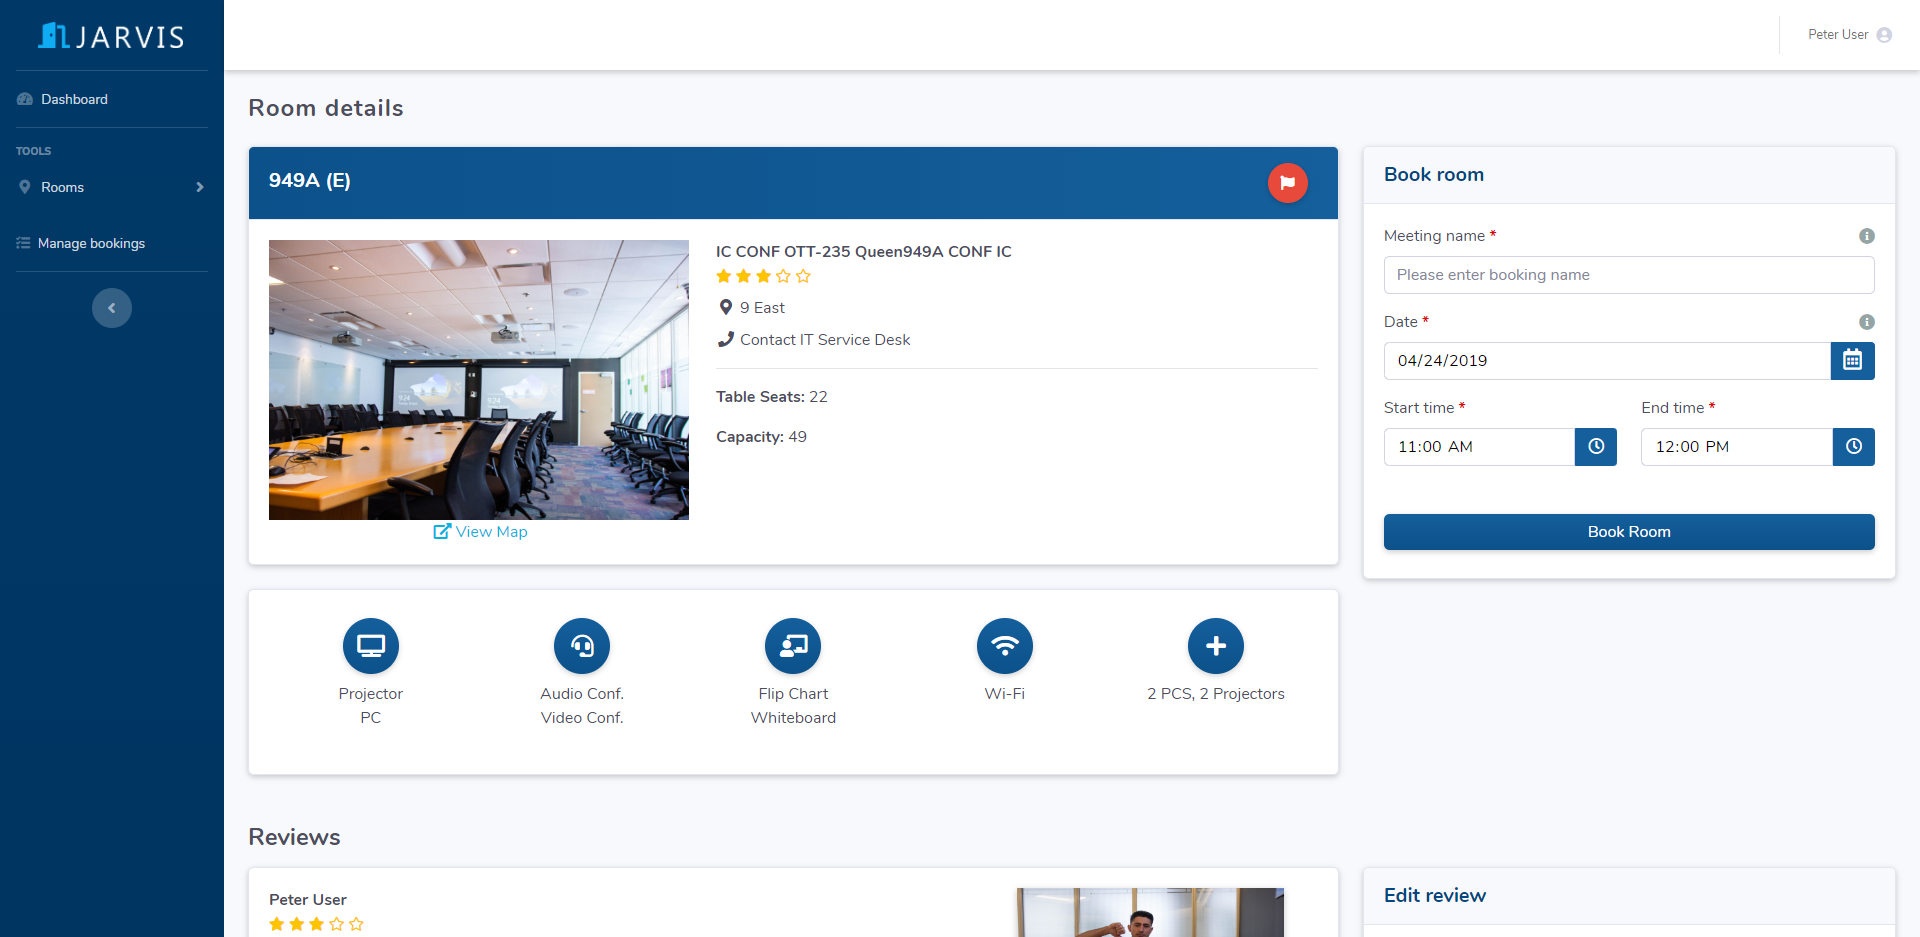 JARVIS
Peter User
Dashboard
TOOLS
Rooms
Manage bookings
Room details
949A (E)
IC CONF OTT-235 Queen949A CONF IC
9 East
Contact IT Service Desk
Table Seats: 22
Capacity: 49
View Map
Book room
Meeting name *
Please enter booking name
Date *
04/24/2019
Start time *
End time *
11:00 AM
12:00 PM
Book Room
Projector
PC
Audio Conf.
Video Conf.
Flip Chart
Whiteboard
Wi-Fi
2 PCS, 2 Projectors
Reviews
Peter User
Edit review